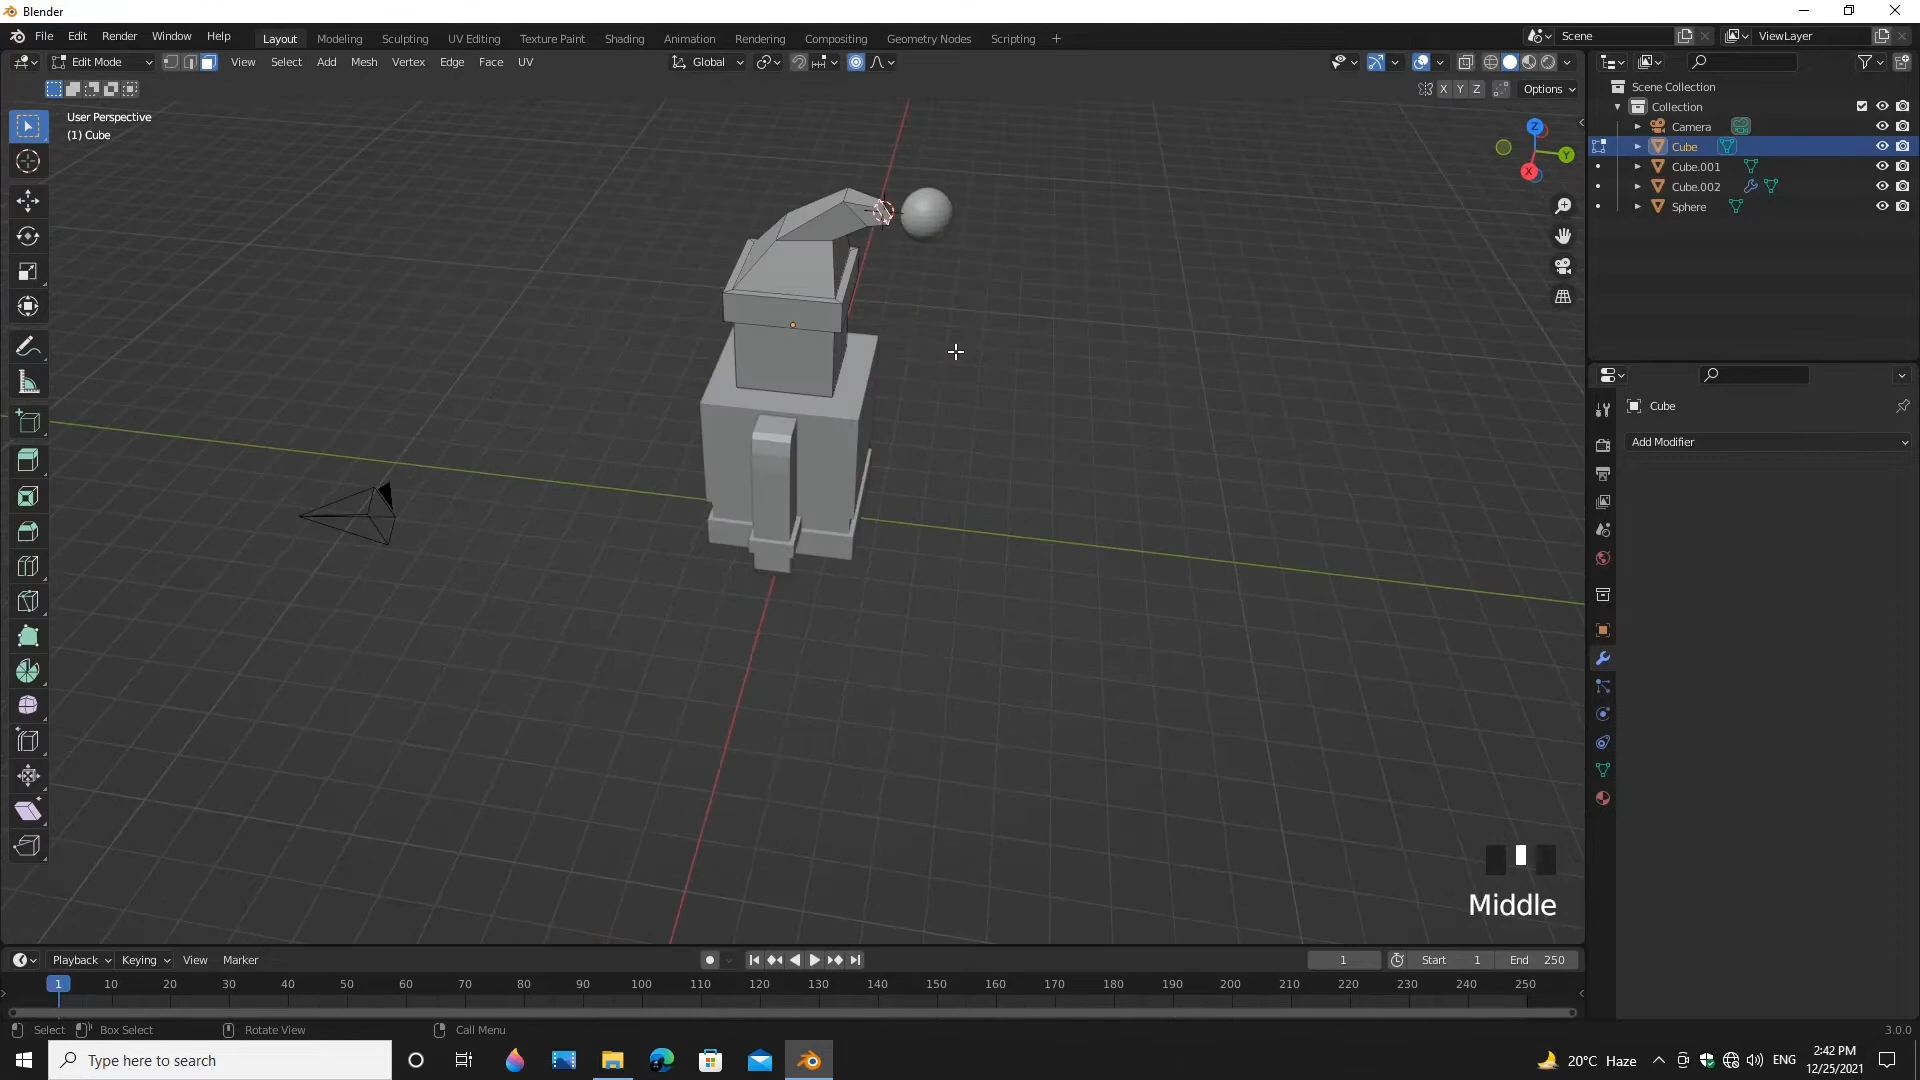 Blender
File Edit Render Window Help
Layout Modeling Sculpting UV Editing Texture Paint Shading Animation Rendering Compositing Geometry Nodes Scripting +
Scene
ViewLayer
Edit Mode View Select Add Mesh Vertex Edge Face UV
Global
X Y Z Options
User Perspective
(1) Cube
Z
Y
X
Scene Collection
Collection
Camera
Cube
Cube.001
Cube.002
Sphere
Cube
Add Modifier
Middle
Playback Keying View Marker
1 Start 1 End 250
1 10 20 30 40 50 60 70 80 90 100 110 120 130 140 150 160 170 180 190 200 210 220 230 240 250
Select Box Select Rotate View Call Menu
3.0.0
Type here to search
20°C Haze ENG
2:42 PM
12/25/2021